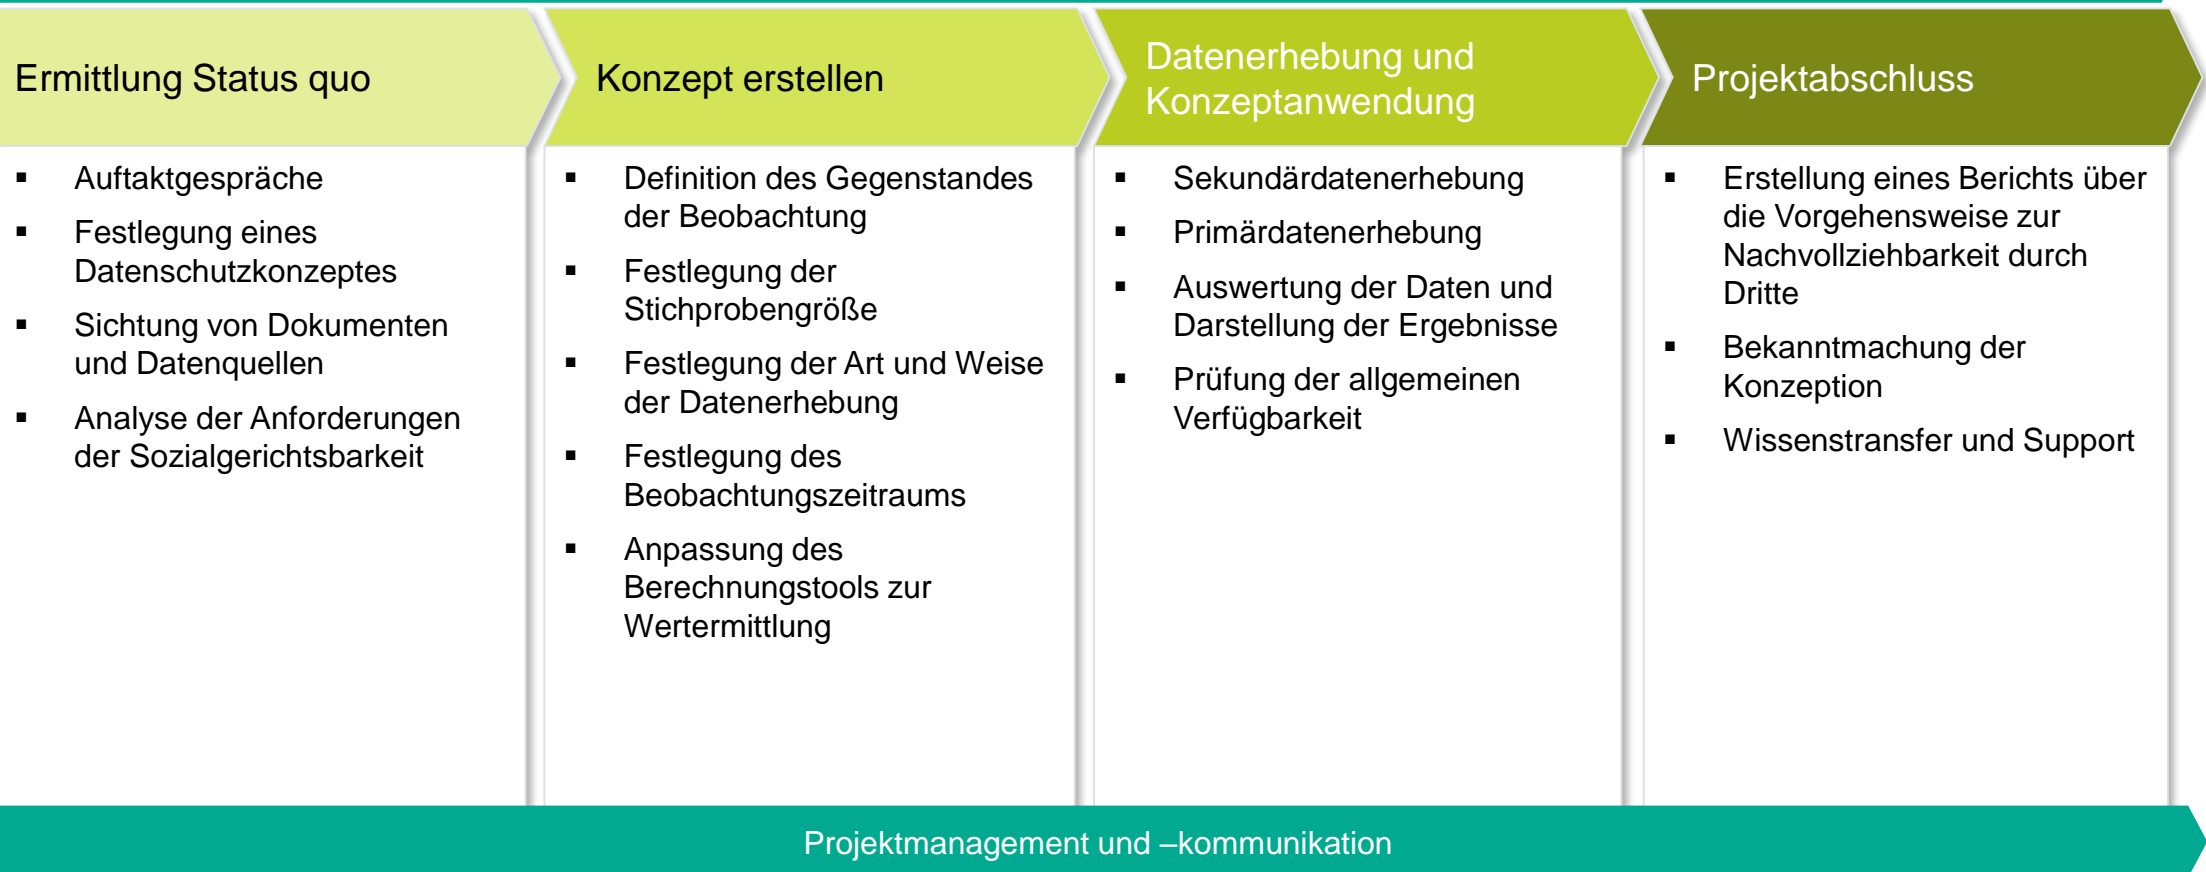 Ermittlung Status quo
▪ Auftaktgespräche
▪ Festlegung eines
Datenschutzkonzeptes
▪ Sichtung von Dokumenten
und Datenquellen
▪ Analyse der Anforderungen
der Sozialgerichtsbarkeit
Konzept erstellen
▪ Definition des Gegenstandes
der Beobachtung
▪ Festlegung der
Stichprobengröße
▪ Festlegung der Art und Weise
der Datenerhebung
▪ Festlegung des
Beobachtungszeitraums
▪ Anpassung des
Berechnungstools zur
Wertermittlung
Datenerhebung und
Konzeptanwendung
▪ Sekundärdatenerhebung
▪ Primärdatenerhebung
▪ Auswertung der Daten und
Darstellung der Ergebnisse
▪ Prüfung der allgemeinen
Verfügbarkeit
Projektabschluss
▪ Erstellung eines Berichts über
die Vorgehensweise zur
Nachvollziehbarkeit durch
Dritte
▪ Bekanntmachung der
Konzeption
▪ Wissenstransfer und Support
Projektmanagement und –kommunikation